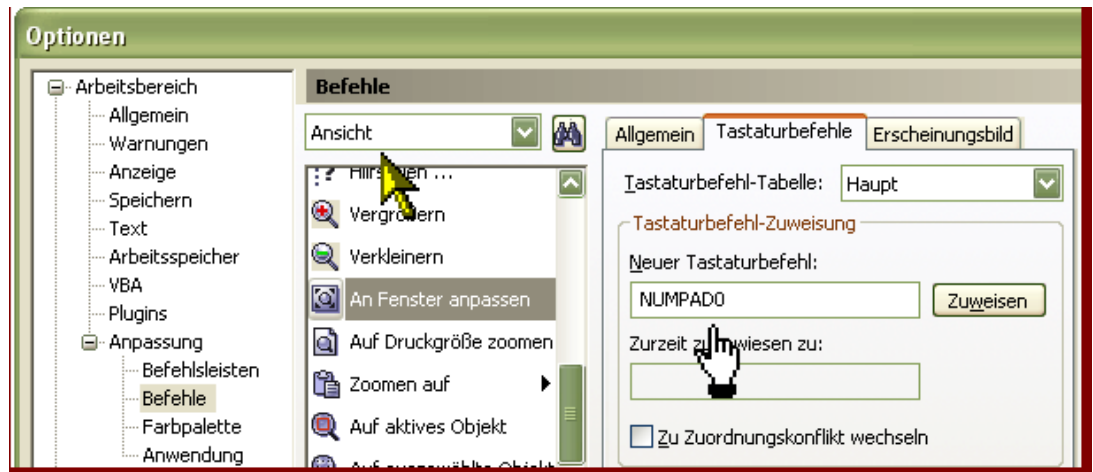 Optionen
Arbeitsbereich
Allgemein
Warnungen
Anzeige
Speichern
Text
Arbeitsspeicher
VBA
Plugins
Anpassung
Befehlsleisten
Befehle
Farbpalette
Anwendung
Befehle
Ansicht
Vergrößern
Verkleinern
An Fenster anpassen
Auf Druckgröße zoomen
Zoomen auf
Auf aktives Objekt
Allgemein Tastaturbefehle Erscheinungsbild
Tastaturbefehl-Tabelle: Haupt
Tastaturbefehl-Zuweisung
Neuer Tastaturbefehl:
NUMPAD0 Zuweisen
Zurzeit zugewiesen zu:
Zu Zuordnungskonflikt wechseln